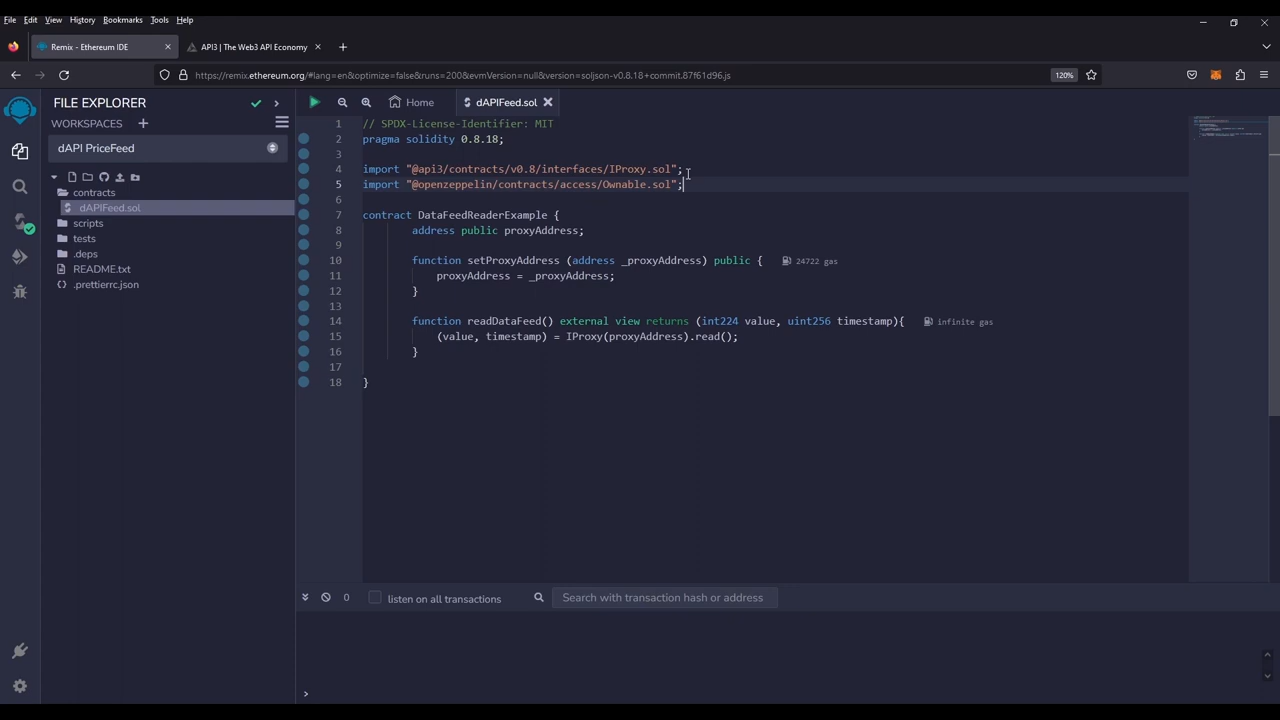 File Edit View History Bookmarks Tools Help
Remix - Ethereum IDE
API3 | The Web3 API Economy
https://remix.ethereum.org/#lang=en&optimize=false&runs=200&evmVersion=null&version=soljson-v0.8.18+commit.87f61d96.js
120%
FILE EXPLORER
WORKSPACES
dAPI PriceFeed
contracts
dAPIFeed.sol
scripts
tests
.deps
README.txt
.prettierrc.json
Home
dAPIFeed.sol
1 // SPDX-License-Identifier: MIT
2 pragma solidity 0.8.18;
3
4 import "@api3/contracts/v0.8/interfaces/IProxy.sol";
5 import "@openzeppelin/contracts/access/Ownable.sol";
6
7 contract DataFeedReaderExample {
8 address public proxyAddress;
9
10 function setProxyAddress (address _proxyAddress) public { 24722 gas
11 proxyAddress = _proxyAddress;
12 }
13
14 function readDataFeed() external view returns (int224 value, uint256 timestamp){ infinite gas
15 (value, timestamp) = IProxy(proxyAddress).read();
16 }
17
18 }
0 listen on all transactions
Search with transaction hash or address
>